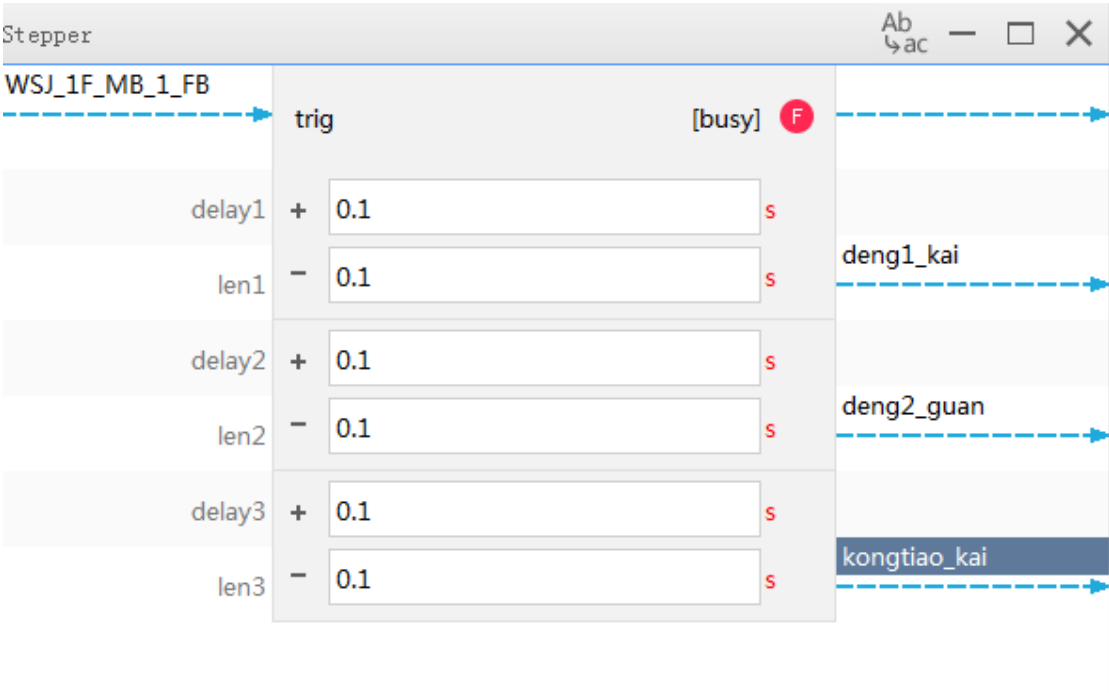 Stepper
Ab
ac
WSJ_1F_MB_1_FB
trig [busy] F
delay1 + 0.1 s
deng1_kai
len1 - 0.1 s
delay2 + 0.1 s
deng2_guan
len2 - 0.1 s
delay3 + 0.1 s
kongtiao_kai
len3 - 0.1 s